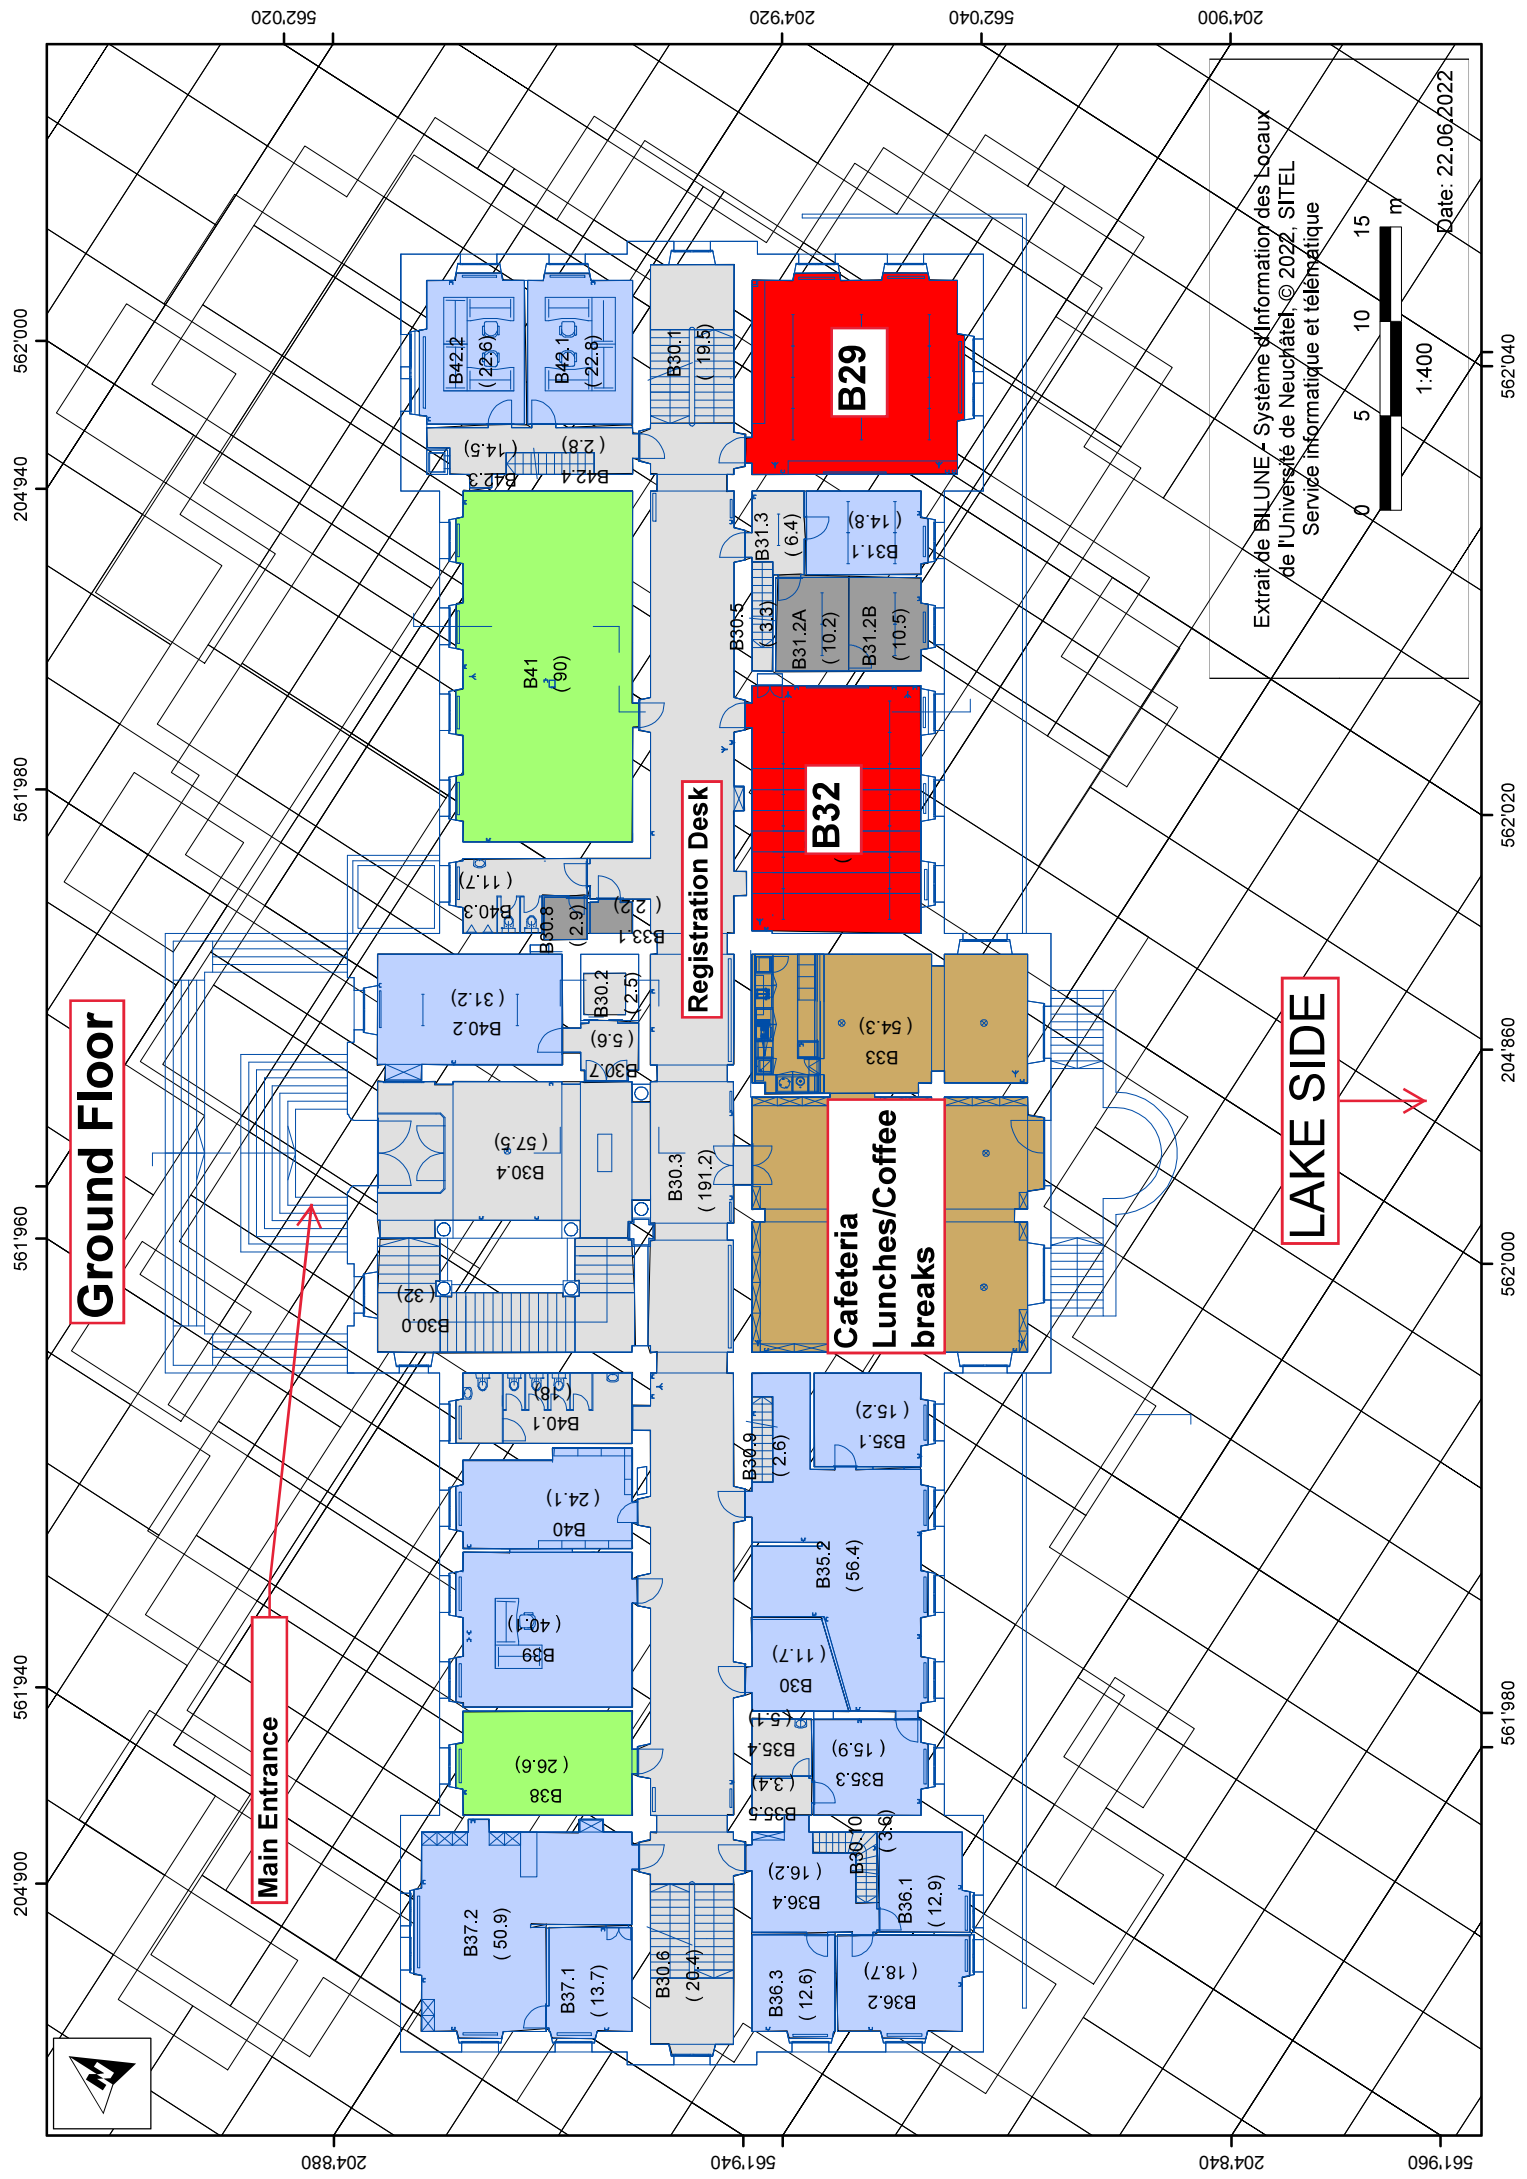 Ground Floor
Main Entrance
Registration Desk
Cafeteria
Lunches/Coffee
breaks
LAKE SIDE
B29
B32
B42.2
( 22.6)
B42.1
( 22.8)
B42.3
( 14.5)
B42.4
( 2.8)
B30.1
( 19.5)
B41
( 90)
B31.3
( 6.4)
B31.1
( 14.8)
B30.5
( 3.3)
B31.2A
( 10.2)
B31.2B
( 10.5)
B40.3
( 11.7)
B30.8
( 2.9)
B33.1
( 2.2)
B40.2
( 31.2)
B30.2
( 2.5)
B30.7
( 5.6)
B33
( 54.3)
B30.4
( 57.5)
B30.3
( 191.2)
B30.0
( 32)
B40.1
( 18)
B40
( 24.1)
B39
( 40.1)
B38
( 26.6)
B37.2
( 50.9)
B37.1
( 13.7)
B30.6
( 20.4)
B30.9
( 2.6)
B35.1
( 15.2)
B35.2
( 56.4)
B30
( 11.7)
B35.4
( 5.1)
B35.5
( 3.4)
B35.3
( 15.9)
B30.10
( 3.6)
B36.4
( 16.2)
B36.1
( 12.9)
B36.3
( 12.6)
B36.2
( 18.7)
Extrait de BILUNE - Système d'Information des Locaux
de l'Université de Neuchâtel, © 2022, SITEL
Service informatique et télématique
0 5 10 15 m
1:400
Date: 22.06.2022
562'020
204'920
562'040
204'900
562'000
204'940
561'980
561'960
561'940
204'900
562'040
562'020
204'860
562'000
561'980
204'880
561'940
204'840
561'960